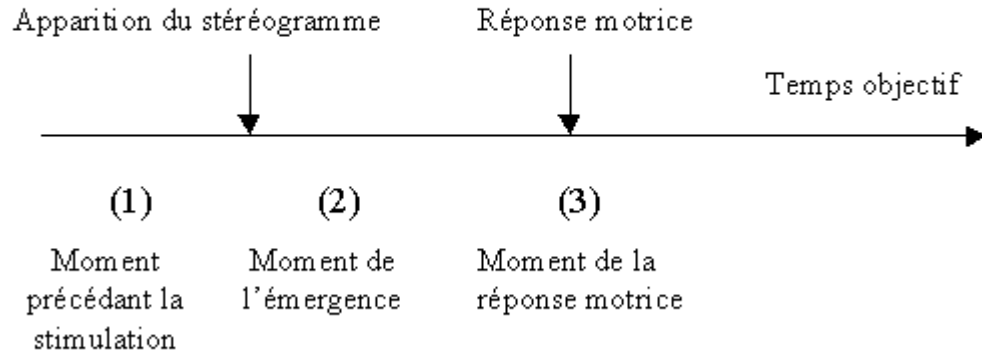 Apparition du stéréogramme
Réponse motrice
Temps objectif
(1)
(2)
(3)
Moment
précédant la
stimulation
Moment de
l'émergence
Moment de la
réponse motrice